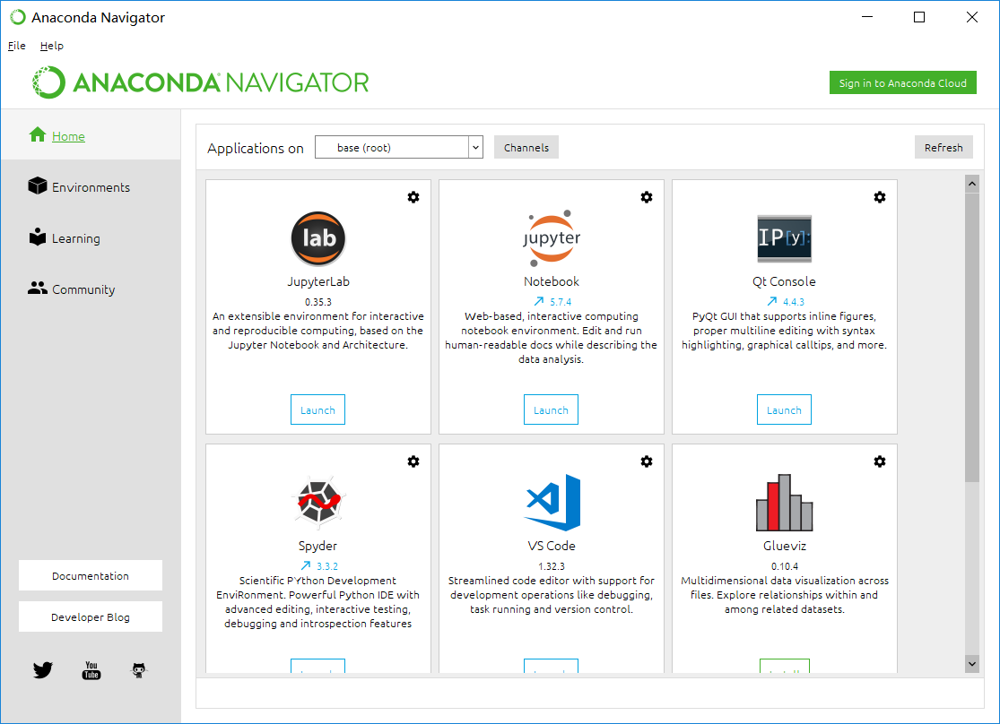 Anaconda Navigator
File Help
ANACONDA NAVIGATOR
Sign in to Anaconda Cloud
Home
Environments
Learning
Community
Documentation
Developer Blog
You
Tube
Applications on base (root) Channels Refresh
lab
JupyterLab
0.35.3
An extensible environment for interactive
and reproducible computing, based on the
Jupyter Notebook and Architecture.
Launch
jupyter
Notebook
5.7.4
Web-based, interactive computing
notebook environment. Edit and run
human-readable docs while describing the
data analysis.
Launch
IP[y]:
Qt Console
4.4.3
PyQt GUI that supports inline figures,
proper multiline editing with syntax
highlighting, graphical calltips, and more.
Launch
Spyder
3.3.2
Scientific PYthon Development
EnviRonment. Powerful Python IDE with
advanced editing, interactive testing,
debugging and introspection features
VS Code
1.32.3
Streamlined code editor with support for
development operations like debugging,
task running and version control.
Glueviz
0.10.4
Multidimensional data visualization across
files. Explore relationships within and
among related datasets.